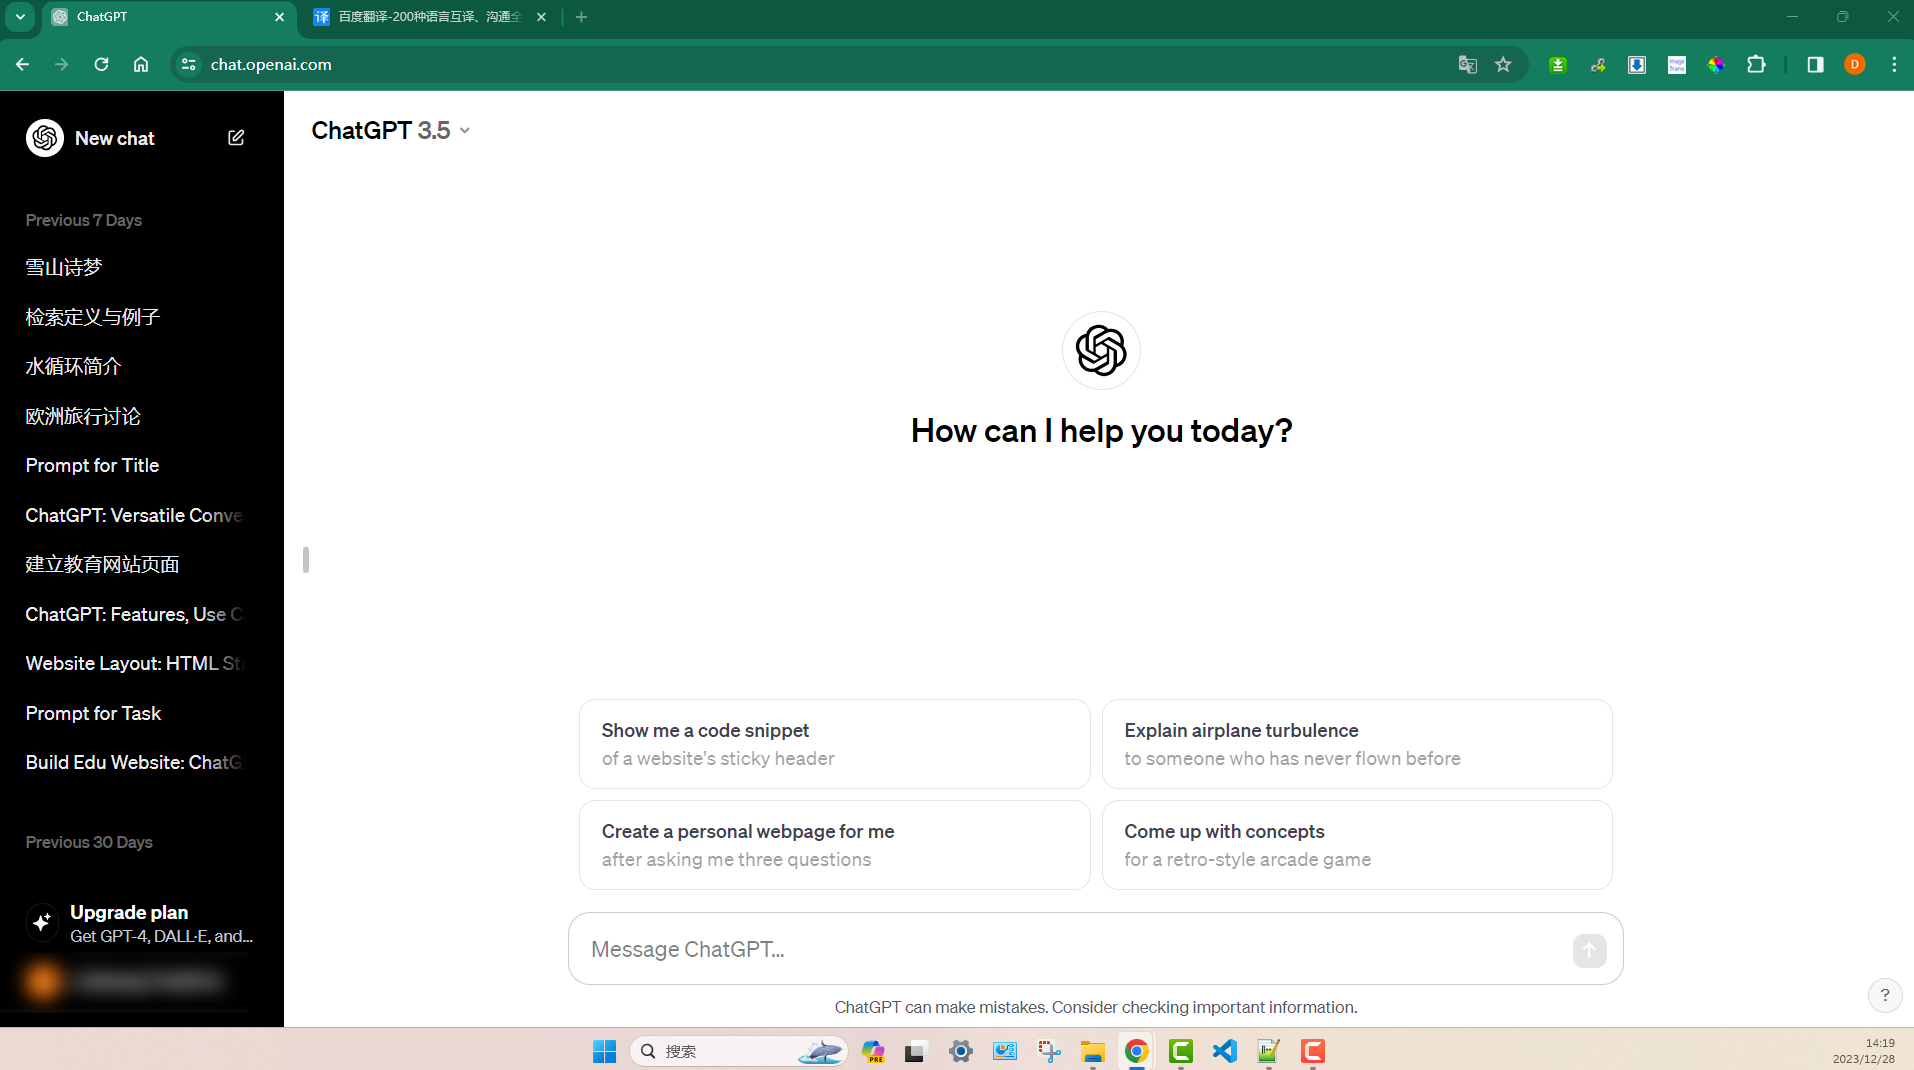 ChatGPT
译 百度翻译-200种语言互译、沟通全
chat.openai.com
D
New chat
ChatGPT 3.5
Previous 7 Days
雪山诗梦
检索定义与例子
水循环简介
欧洲旅行讨论
Prompt for Title
ChatGPT: Versatile Conve
建立教育网站页面
ChatGPT: Features, Use C
Website Layout: HTML St
Prompt for Task
Build Edu Website: ChatG
Previous 30 Days
Upgrade plan
Get GPT-4, DALL·E, and...
How can I help you today?
Show me a code snippet
of a website's sticky header
Explain airplane turbulence
to someone who has never flown before
Create a personal webpage for me
after asking me three questions
Come up with concepts
for a retro-style arcade game
Message ChatGPT...
ChatGPT can make mistakes. Consider checking important information.
?
搜索
PRE
14:19
2023/12/28